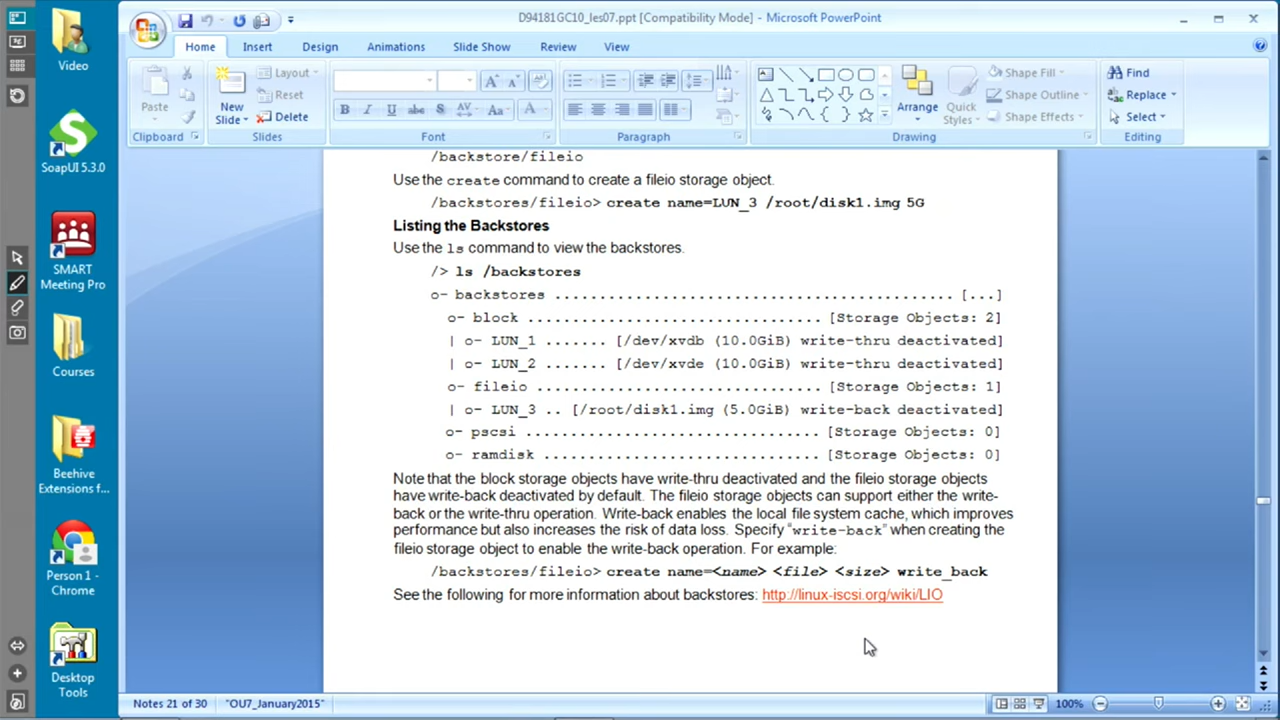 D94181GC10_les07.ppt [Compatibility Mode] - Microsoft PowerPoint
Home Insert Design Animations Slide Show Review View
Paste
Clipboard
New
Slide
Layout
Reset
Delete
Slides
B I U abc S AV Aa A
Font
Paragraph
Arrange
Quick
Styles
Shape Fill
Shape Outline
Shape Effects
Drawing
Find
Replace
Select
Editing
Video
SoapUI 5.3.0
SMART
Meeting Pro
Courses
Beehive
Extensions f...
Person 1 -
Chrome
Desktop
Tools
/backstore/fileio
Use the create command to create a fileio storage object.
/backstores/fileio> create name=LUN_3 /root/disk1.img 5G
Listing the Backstores
Use the ls command to view the backstores.
/> ls /backstores
o- backstores ............................................ [...]
o- block ................................. [Storage Objects: 2]
| o- LUN_1 ....... [/dev/xvdb (10.0GiB) write-thru deactivated]
| o- LUN_2 ....... [/dev/xvde (10.0GiB) write-thru deactivated]
o- fileio ................................ [Storage Objects: 1]
| o- LUN_3 .. [/root/disk1.img (5.0GiB) write-back deactivated]
o- pscsi ................................. [Storage Objects: 0]
o- ramdisk ............................... [Storage Objects: 0]
Note that the block storage objects have write-thru deactivated and the fileio storage objects
have write-back deactivated by default. The fileio storage objects can support either the write-
back or the write-thru operation. Write-back enables the local file system cache, which improves
performance but also increases the risk of data loss. Specify “write-back” when creating the
fileio storage object to enable the write-back operation. For example:
/backstores/fileio> create name=<name> <file> <size> write_back
See the following for more information about backstores: http://linux-iscsi.org/wiki/LIO
Notes 21 of 30 "OU7_January2015" 100%